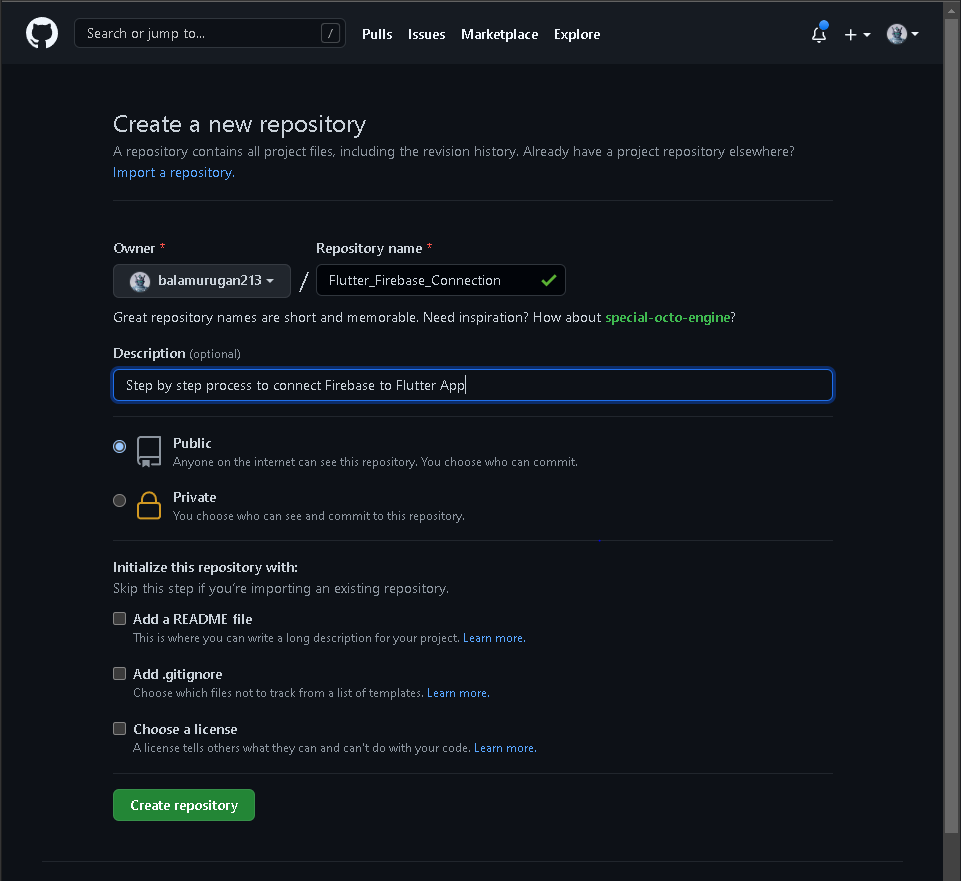 Search or jump to... /
Pulls Issues Marketplace Explore
Create a new repository
A repository contains all project files, including the revision history. Already have a project repository elsewhere?
Import a repository.
Owner * Repository name *
balamurugan213 / Flutter_Firebase_Connection
Great repository names are short and memorable. Need inspiration? How about special-octo-engine?
Description (optional)
Step by step process to connect Firebase to Flutter App
Public
Anyone on the internet can see this repository. You choose who can commit.
Private
You choose who can see and commit to this repository.
Initialize this repository with:
Skip this step if you're importing an existing repository.
Add a README file
This is where you can write a long description for your project. Learn more.
Add .gitignore
Choose which files not to track from a list of templates. Learn more.
Choose a license
A license tells others what they can and can't do with your code. Learn more.
Create repository